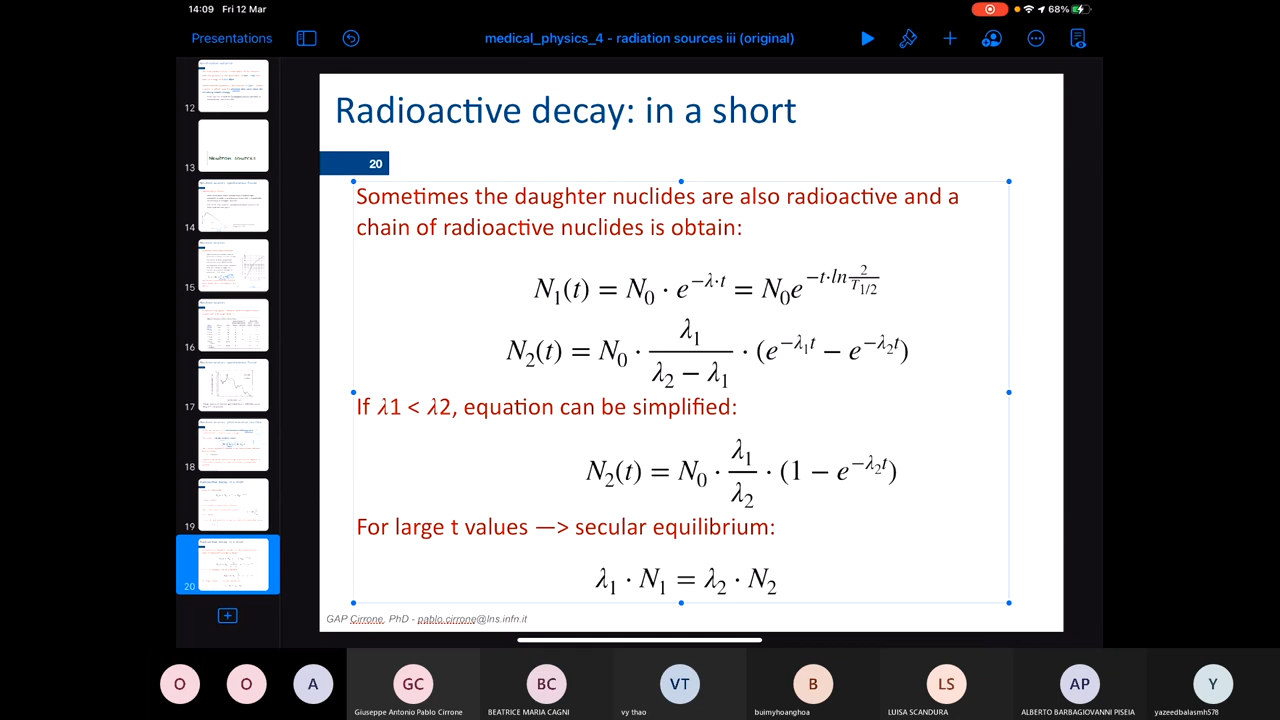 14:09 Fri 12 Mar
68%
Presentations
medical_physics_4 - radiation sources iii (original)
12
13
14
15
16
17
18
19
20
Radioactive decay: in a short
20
Sometimes the daughter nuclides are also radioactive and a
chain of radioactive nuclides is obtain:
N₁(t) = N₀ · e^{−λ·t} = N₀e^{−t·ln \frac{2}{T_{1/2}}}
N₂(t) = N₀ · \frac{λ₁}{λ₂ − λ₁} · (e^{−λ₁t} − e^{−λ₂t})
If λ1 < λ2, equation can be simplified:
N₂(t) = N₀ · \frac{λ₁}{λ₂} · (1 − e^{−λ₂t})
For large t values —> secular equilibrium:
λ₁ · N₁ = λ₂ · N₂
GAP Cirrone, PhD - pablo.cirrone@lns.infn.it
O O A GC BC VT B LS AP Y
Giuseppe Antonio Pablo Cirrone BEATRICE MARIA CAGNI vy thao buimyhoanghoa LUISA SCANDURA ALBERTO BARBAGIOVANNI PISEIA yazeedbalasmh578